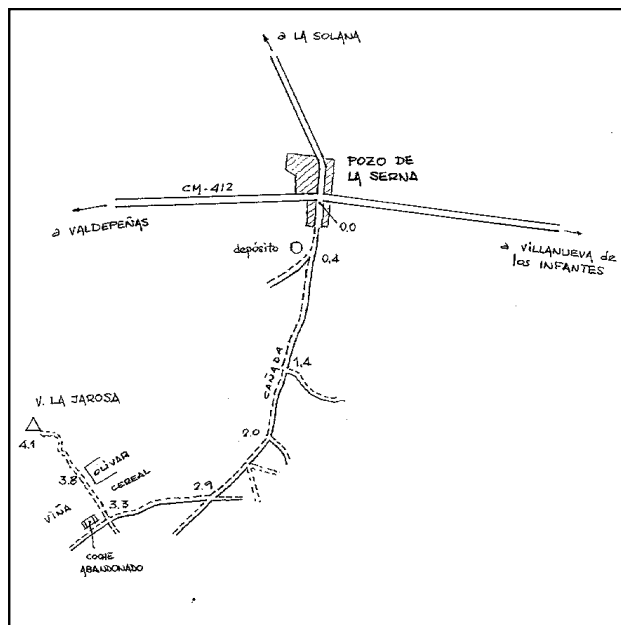 a LA SOLANA
POZO DE
LA SERNA
CM-412
a VALDEPEÑAS
0,0
a VILLANUEVA de
los INFANTES
depósito
0,4
CAÑADA
1,4
V. LA JAROSA
4.1
2.0
OLIVAR
3.8
CEREAL
2.9
VIÑA
3.3
COCHE
ABANDONADO